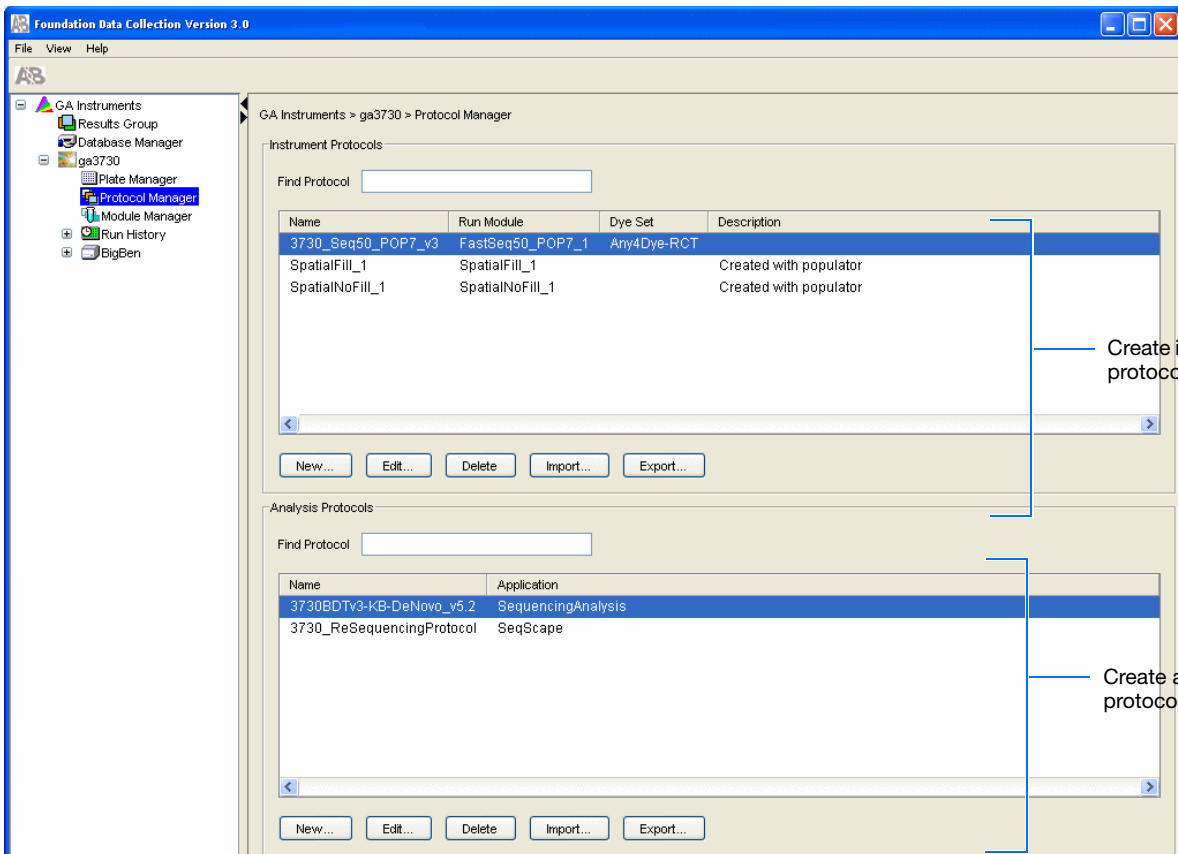 Foundation Data Collection Version 3.0
File View Help
AB
GA Instruments
Results Group
Database Manager
ga3730
Plate Manager
Protocol Manager
Module Manager
Run History
BigBen
GA Instruments > ga3730 > Protocol Manager
Instrument Protocols
Find Protocol
Name Run Module Dye Set Description
3730_Seq50_POP7_v3 FastSeq50_POP7_1 Any4Dye-RCT
SpatialFill_1 SpatialFill_1 Created with populator
SpatialNoFill_1 SpatialNoFill_1 Created with populator
New... Edit... Delete Import... Export...
Create
Analysis Protocols
Find Protocol
Name Application
3730BDTv3-KB-DeNovo_v5.2 SequencingAnalysis
3730_ReSequencingProtocol SeqScape
New... Edit... Delete Import... Export...
Create